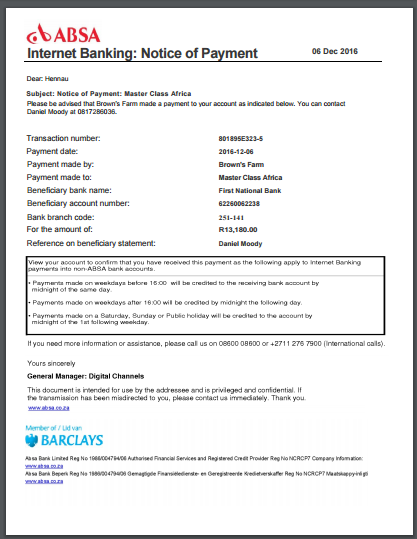 ABSA
Internet Banking: Notice of Payment 06 Dec 2016
Dear: Hennau
Subject: Notice of Payment: Master Class Africa
Please be advised that Brown's Farm made a payment to your account as indicated below. You can contact
Daniel Moody at 0817286036.
Transaction number: 801895E323-5
Payment date: 2016-12-06
Payment made by: Brown's Farm
Payment made to: Master Class Africa
Beneficiary bank name: First National Bank
Beneficiary account number: 62260062238
Bank branch code: 251-141
For the amount of: R13,180.00
Reference on beneficiary statement: Daniel Moody
View your account to confirm that you have received this payment as the following apply to Internet Banking
payments into non-ABSA bank accounts.
• Payments made on weekdays before 16:00 will be credited to the receiving bank account by
midnight of the same day.
• Payments made on weekdays after 16:00 will be credited by midnight the following day.
• Payments made on a Saturday, Sunday or Public holiday will be credited to the account by
midnight of the 1st following weekday.
If you need more information or assistance, please call us on 08600 08600 or +2711 276 7900 (International calls).
Yours sincerely
General Manager: Digital Channels
This document is intended for use by the addressee and is privileged and confidential. If
the transmission has been misdirected to you, please contact us immediately. Thank you.
www.absa.co.za
Member of / Lid van:
BARCLAYS
Absa Bank Limited Reg No 1986/004794/06 Authorised Financial Services and Registered Credit Provider Reg No NCRCP7 Company Information:
www.absa.co.za
Absa Bank Beperk Reg No 1986/004794/06 Gemagtigde Finansiëledienste- en Geregistreerde Kredietverskaffer Reg No NCRCP7 Maatskappy-inligti
www.absa.co.za